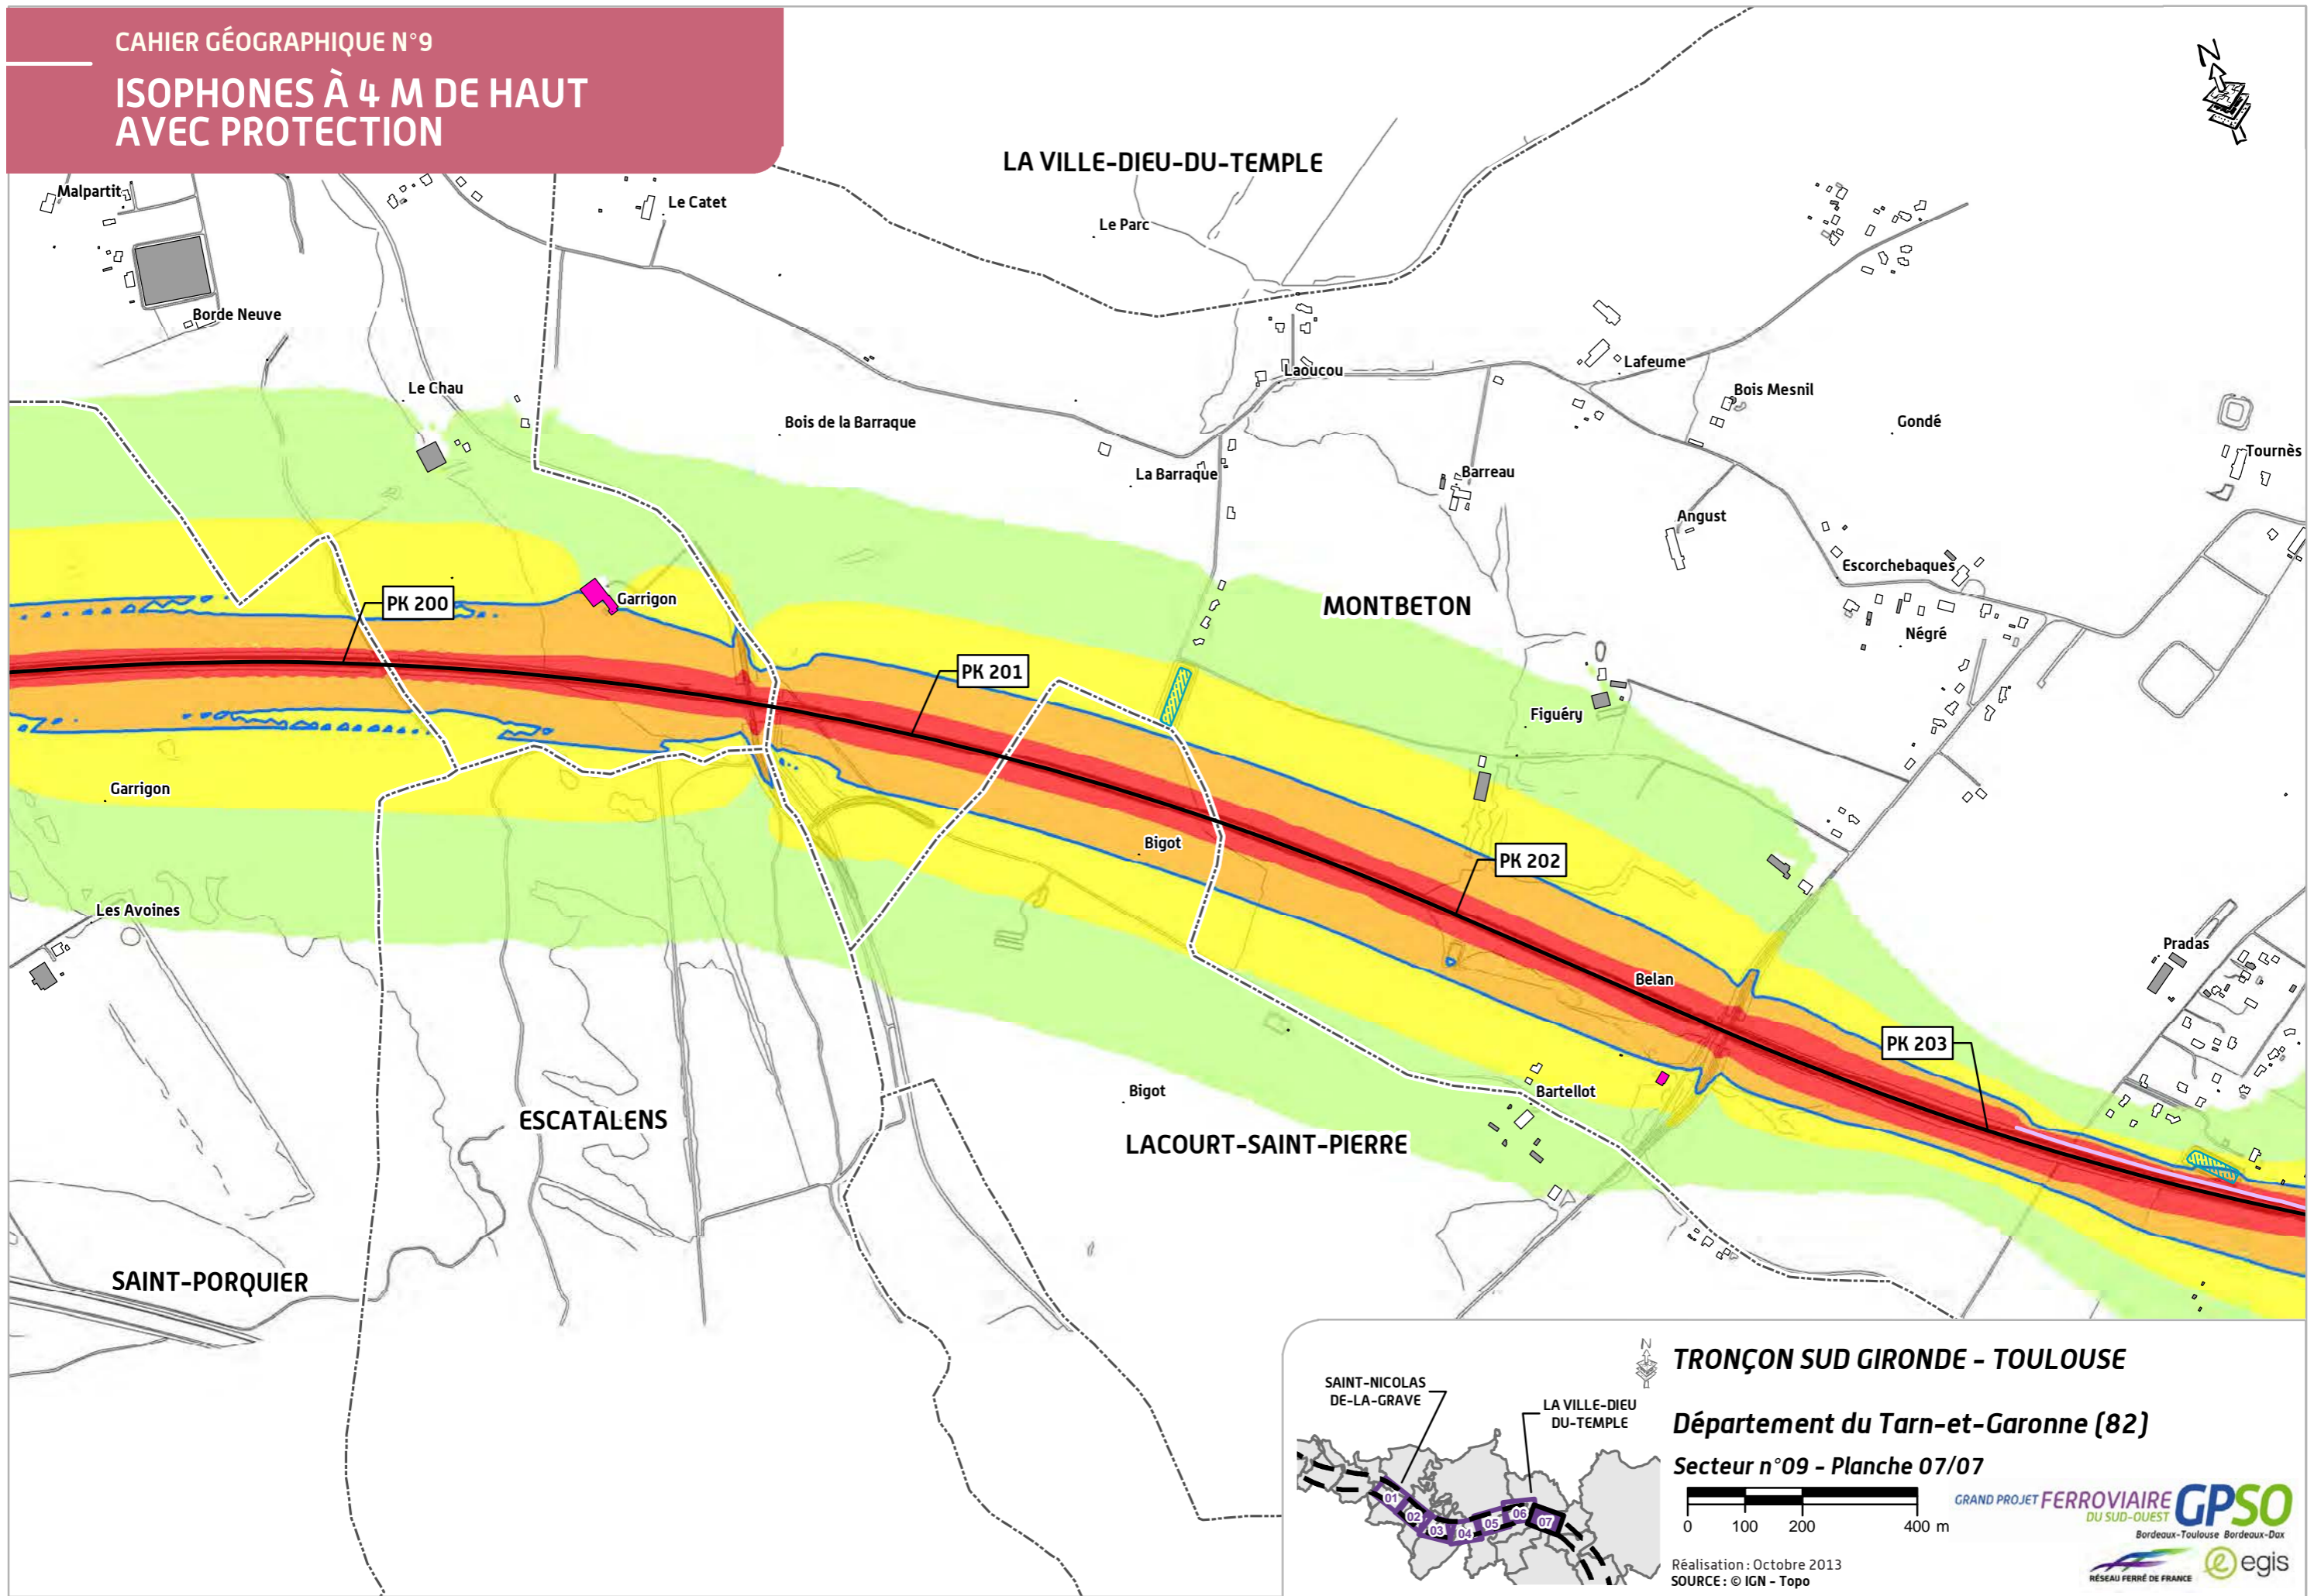 CAHIER GÉOGRAPHIQUE N°9
ISOPHONES À 4 M DE HAUT
AVEC PROTECTION
N
LA VILLE-DIEU-DU-TEMPLE
Malpartit
Le Catet
Le Parc
Borde Neuve
Laoucou
Lafeume
Le Chau
Bois Mesnil
Bois de la Barraque
Gondé
Tournès
La Barraque
Barreau
Angust
Escorchebaques
PK 200
Garrigon
MONTBETON
Négré
PK 201
Figuéry
Garrigon
Bigot
PK 202
Les Avoines
Pradas
Belan
PK 203
Bigot
Bartellot
ESCATALENS
LACOURT-SAINT-PIERRE
SAINT-PORQUIER
SAINT-NICOLAS
DE-LA-GRAVE
LA VILLE-DIEU
DU-TEMPLE
01
02
03
04
05
06
07
N
TRONÇON SUD GIRONDE - TOULOUSE
Département du Tarn-et-Garonne (82)
Secteur n°09 - Planche 07/07
0 100 200 400 m
Réalisation : Octobre 2013
SOURCE : © IGN - Topo
GRAND PROJET FERROVIAIRE
DU SUD-OUEST
GPSO
Bordeaux-Toulouse Bordeaux-Dax
RÉSEAU FERRÉ DE FRANCE
egis